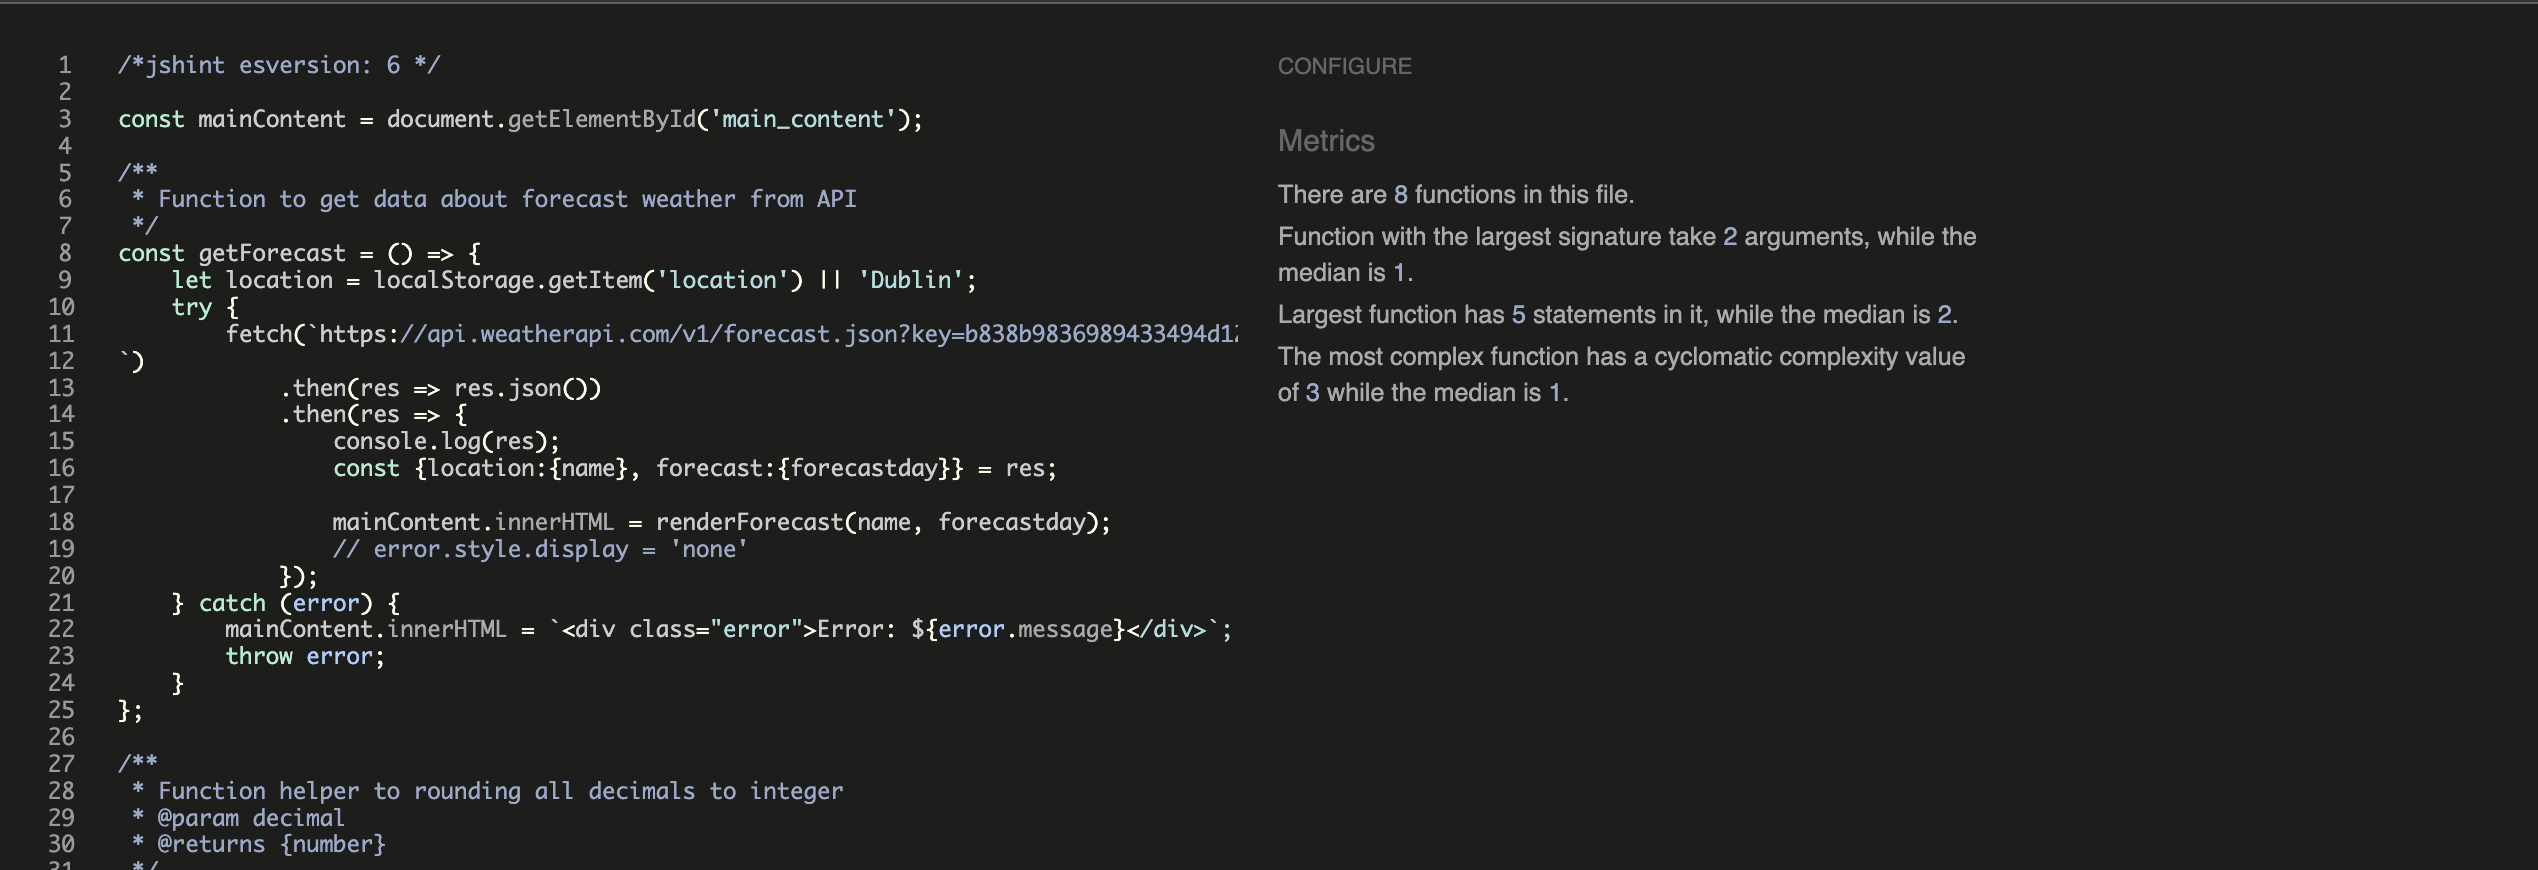 1 /*jshint esversion: 6 */
2
3 const mainContent = document.getElementById('main_content');
4
5 /**
6 * Function to get data about forecast weather from API
7 */
8 const getForecast = () => {
9 let location = localStorage.getItem('location') || 'Dublin';
10 try {
11 fetch(`https://api.weatherapi.com/v1/forecast.json?key=b838b9836989433494d1
12 `)
13 .then(res => res.json())
14 .then(res => {
15 console.log(res);
16 const {location:{name}, forecast:{forecastday}} = res;
17
18 mainContent.innerHTML = renderForecast(name, forecastday);
19 // error.style.display = 'none'
20 });
21 } catch (error) {
22 mainContent.innerHTML = `<div class="error">Error: ${error.message}</div>`;
23 throw error;
24 }
25 };
26
27 /**
28 * Function helper to rounding all decimals to integer
29 * @param decimal
30 * @returns {number}
31 */
CONFIGURE
Metrics
There are 8 functions in this file.
Function with the largest signature take 2 arguments, while the
median is 1.
Largest function has 5 statements in it, while the median is 2.
The most complex function has a cyclomatic complexity value
of 3 while the median is 1.